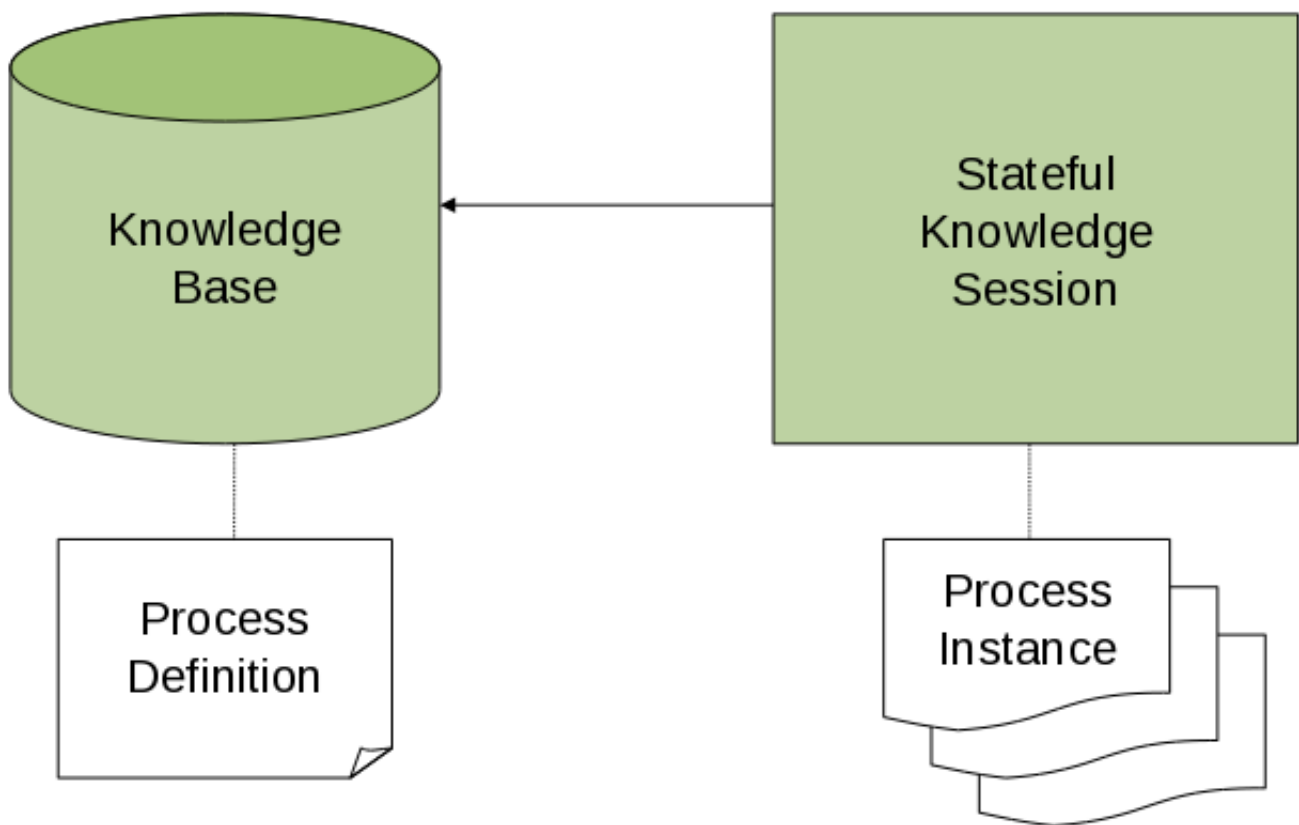 Knowledge
Base
Stateful
Knowledge
Session
Process
Definition
Process
Instance